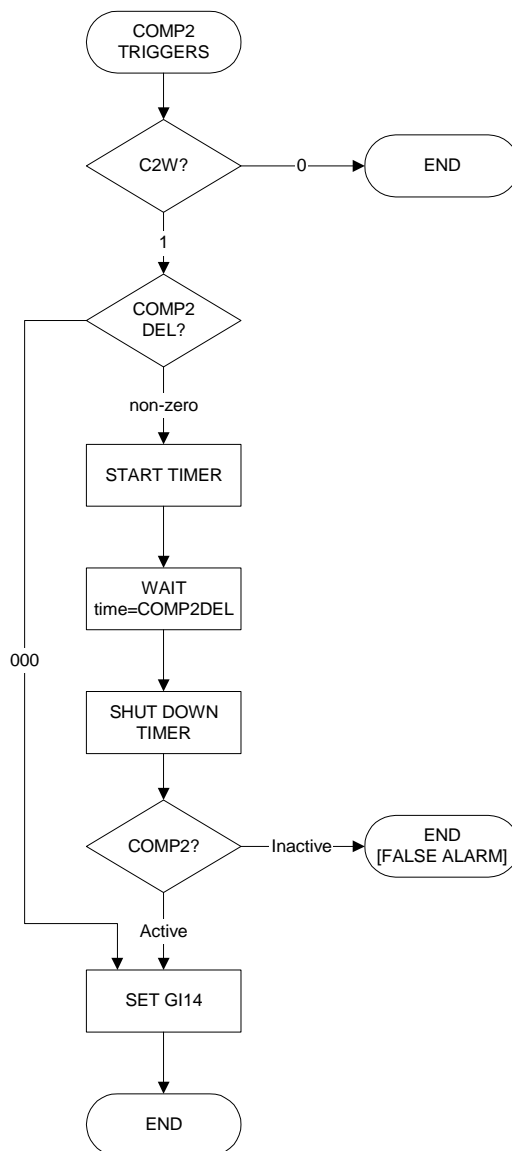 COMP2
TRIGGERS
C2W?
0
END
1
COMP2
DEL?
non-zero
START TIMER
WAIT
time=COMP2DEL
000
SHUT DOWN
TIMER
COMP2?
Inactive
END
[FALSE ALARM]
Active
SET GI14
END